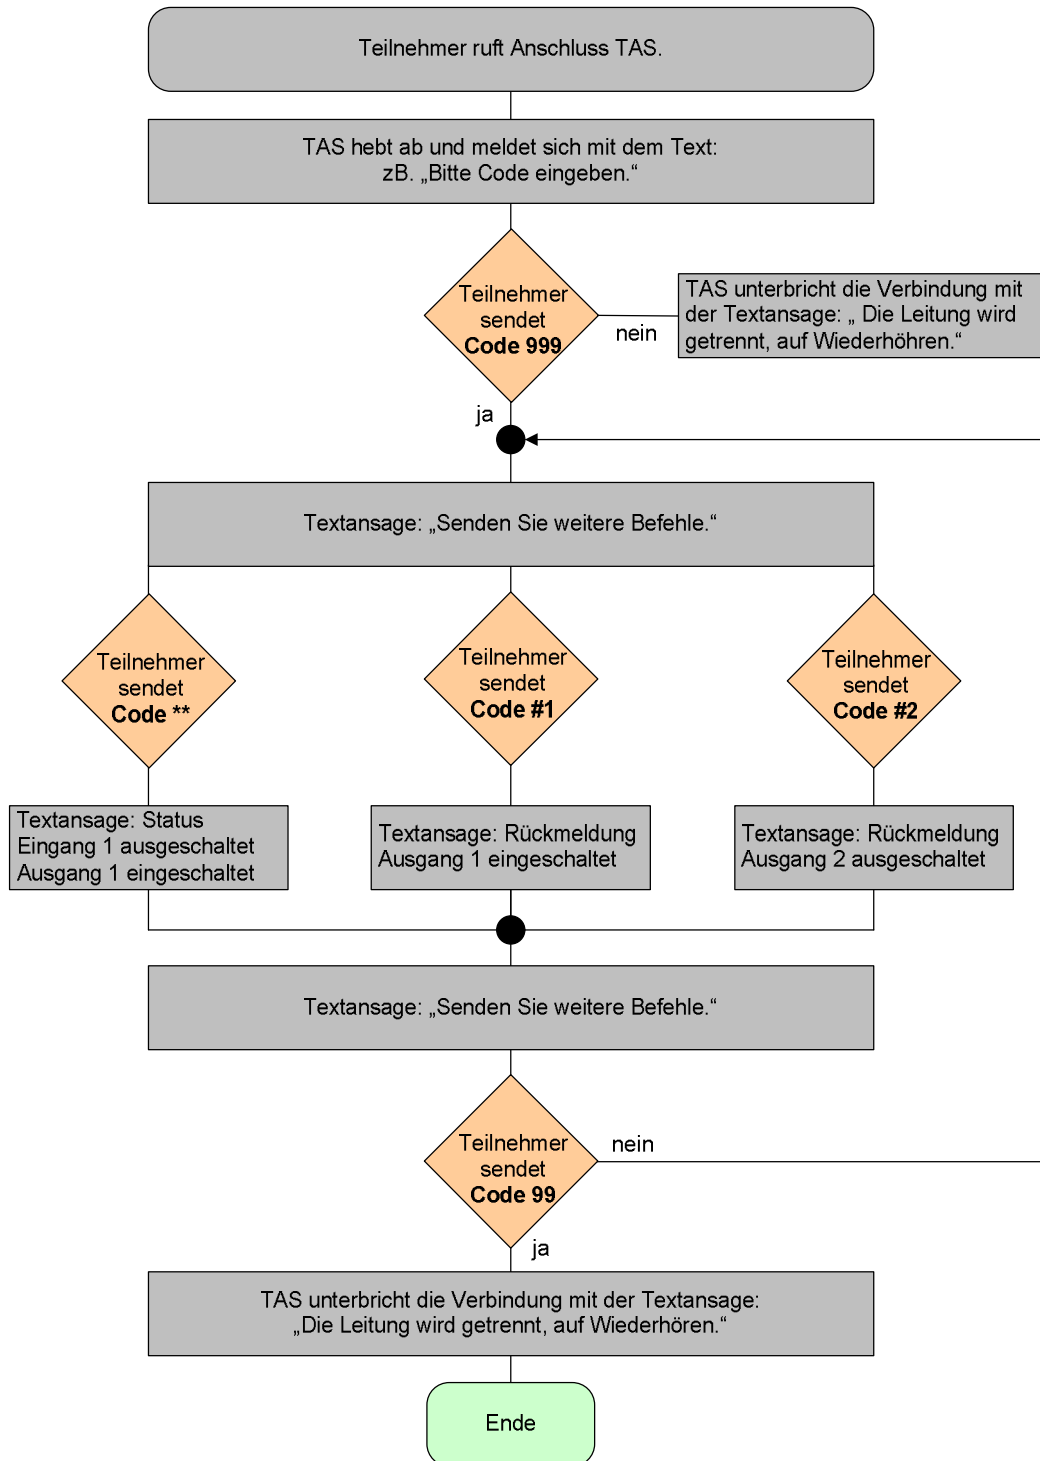 Teilnehmer ruft Anschluss TAS.
TAS hebt ab und meldet sich mit dem Text:
zB. „Bitte Code eingeben.“
Teilnehmer
sendet
Code 999
nein
TAS unterbricht die Verbindung mit
der Textansage: „ Die Leitung wird
getrennt, auf Wiederhöhren.“
ja
Textansage: „Senden Sie weitere Befehle.“
Teilnehmer
sendet
Code **
Teilnehmer
sendet
Code #1
Teilnehmer
sendet
Code #2
Textansage: Status
Eingang 1 ausgeschaltet
Ausgang 1 eingeschaltet
Textansage: Rückmeldung
Ausgang 1 eingeschaltet
Textansage: Rückmeldung
Ausgang 2 ausgeschaltet
Textansage: „Senden Sie weitere Befehle.“
Teilnehmer
sendet
Code 99
nein
ja
TAS unterbricht die Verbindung mit der Textansage:
„Die Leitung wird getrennt, auf Wiederhören.“
Ende